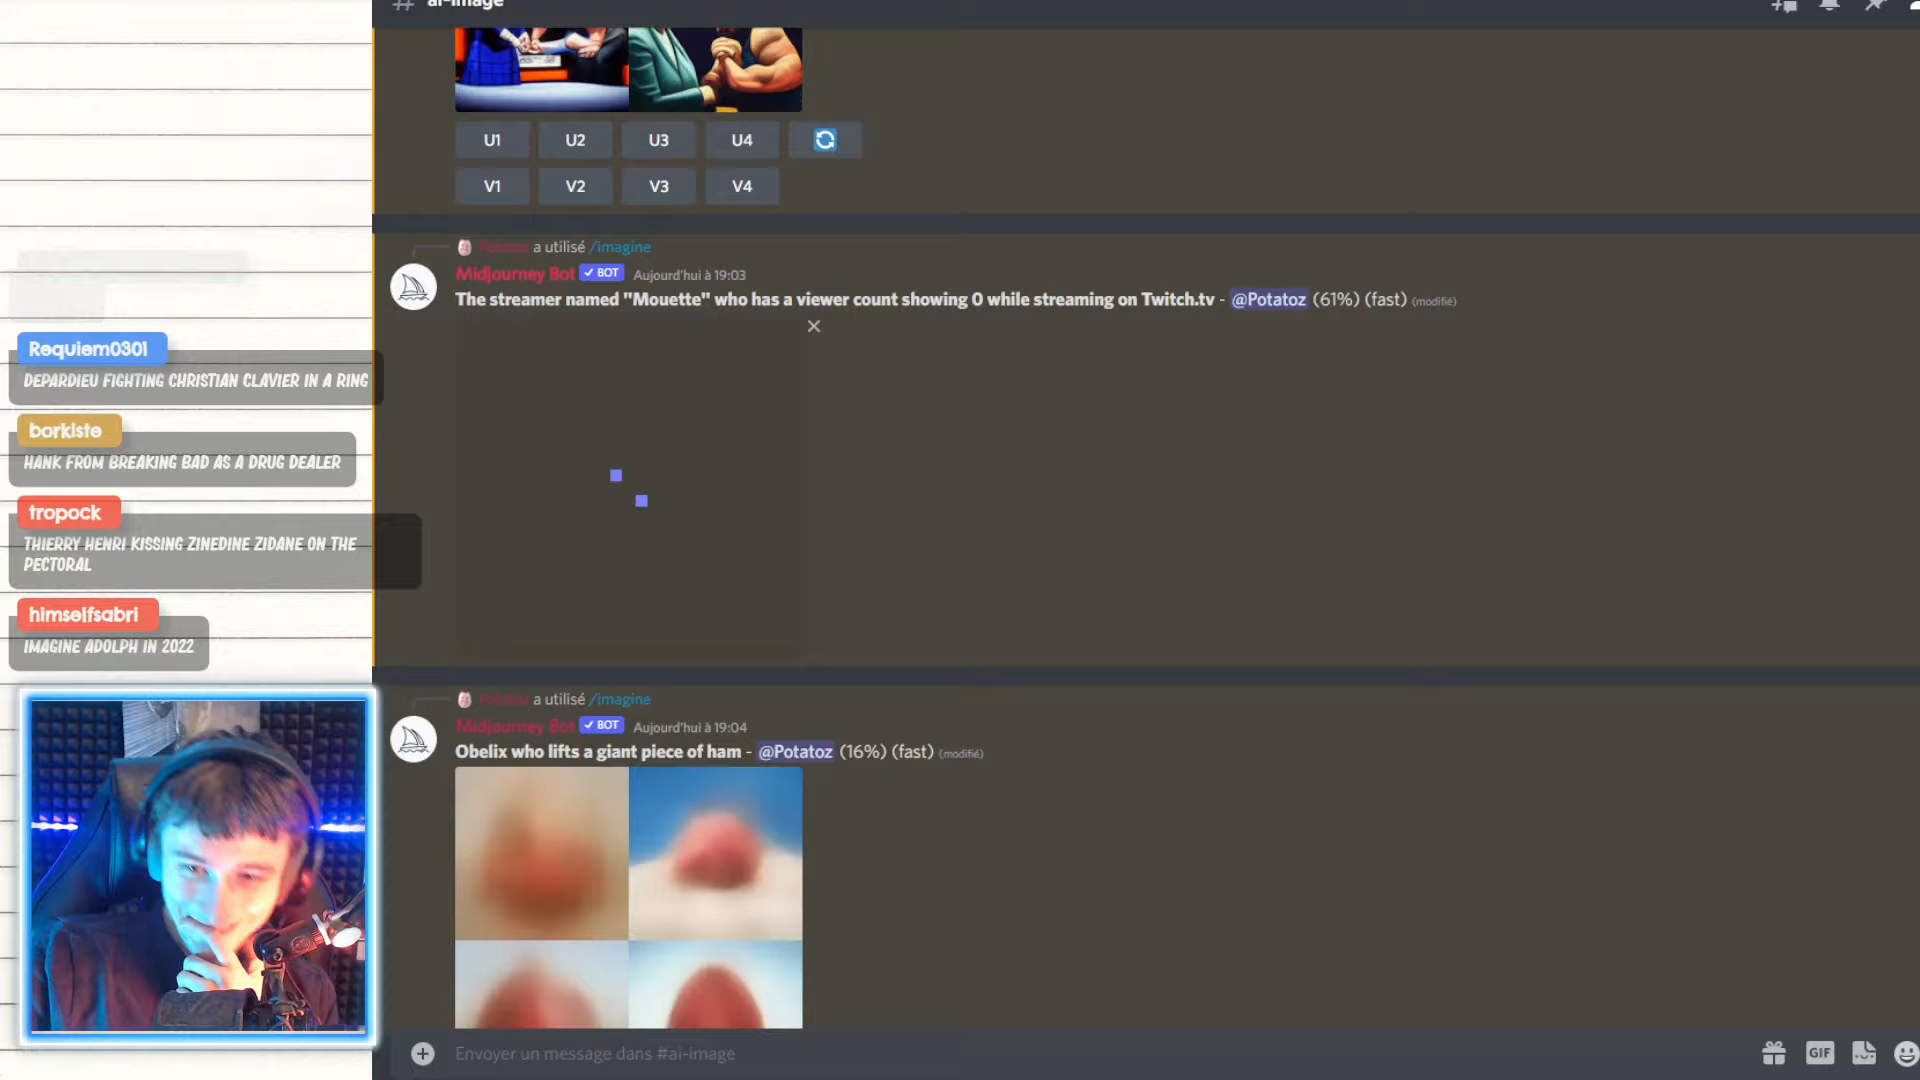 ai-image
U1 U2 U3 U4
V1 V2 V3 V4
Potatoz a utilisé /imagine
Midjourney Bot ✓ BOT Aujourd'hui à 19:03
The streamer named "Mouette" who has a viewer count showing 0 while streaming on Twitch.tv - @Potatoz (61%) (fast) (modifié)
Requiem0301
DEPARDIEU FIGHTING CHRISTIAN CLAVIER IN A RING
borkiste
HANK FROM BREAKING BAD AS A DRUG DEALER
tropock
THIERRY HENRI KISSING ZINEDINE ZIDANE ON THE
PECTORAL
himselfsabri
IMAGINE ADOLPH IN 2022
Potatoz a utilisé /imagine
Midjourney Bot ✓ BOT Aujourd'hui à 19:04
Obelix who lifts a giant piece of ham - @Potatoz (16%) (fast) (modifié)
Envoyer un message dans #ai-image
GIF